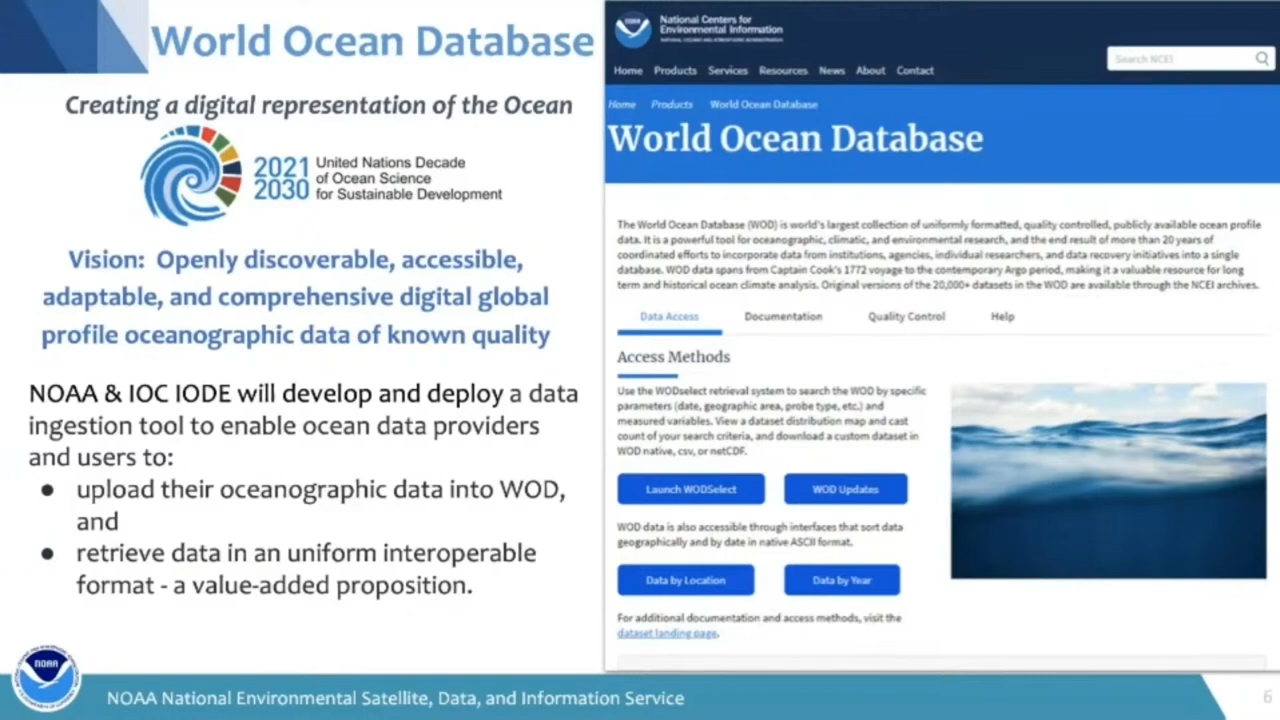 World Ocean Database
Creating a digital representation of the Ocean
2021
2030
United Nations Decade
of Ocean Science
for Sustainable Development
Vision: Openly discoverable, accessible,
adaptable, and comprehensive digital global
profile oceanographic data of known quality
NOAA & IOC IODE will develop and deploy a data
ingestion tool to enable ocean data providers
and users to:
● upload their oceanographic data into WOD,
and
● retrieve data in an uniform interoperable
format - a value-added proposition.
NOAA
National Centers for
Environmental Information
NATIONAL OCEANIC AND ATMOSPHERIC ADMINISTRATION
Search NCEI
Home Products Services Resources News About Contact
Home Products World Ocean Database
World Ocean Database
The World Ocean Database (WOD) is world's largest collection of uniformly formatted, quality controlled, publicly available ocean profile
data. It is a powerful tool for oceanographic, climatic, and environmental research, and the end result of more than 20 years of
coordinated efforts to incorporate data from institutions, agencies, individual researchers, and data recovery initiatives into a single
database. WOD data spans from Captain Cook's 1772 voyage to the contemporary Argo period, making it a valuable resource for long
term and historical ocean climate analysis. Original versions of the 20,000+ datasets in the WOD are available through the NCEI archives.
Data Access Documentation Quality Control Help
Access Methods
Use the WODselect retrieval system to search the WOD by specific
parameters (date, geographic area, probe type, etc.) and
measured variables. View a dataset distribution map and cast
count of your search criteria, and download a custom dataset in
WOD native, csv, or netCDF.
Launch WODSelect WOD Updates
WOD data is also accessible through interfaces that sort data
geographically and by date in native ASCII format.
Data by Location Data by Year
For additional documentation and access methods, visit the
dataset landing page.
NOAA
NOAA National Environmental Satellite, Data, and Information Service
6